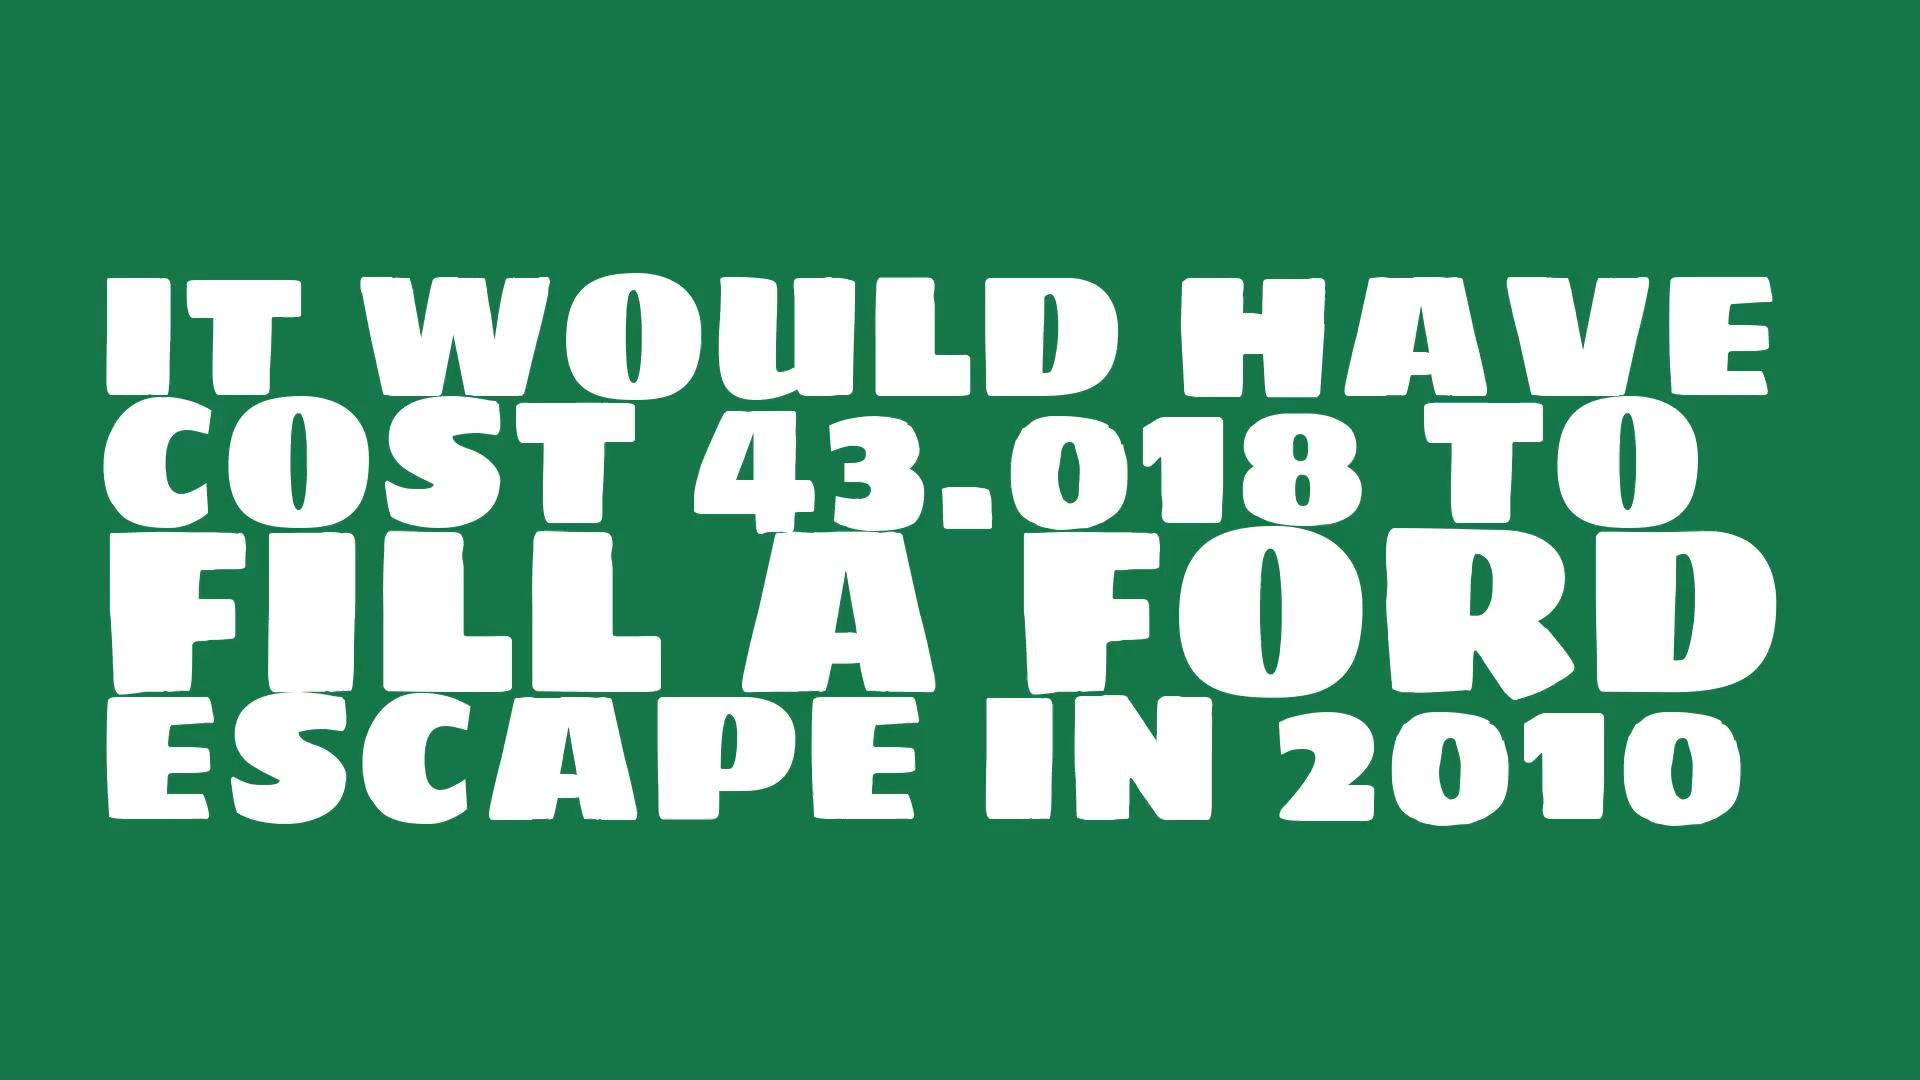 IT WOULD HAVE
COST 43.018 TO
FILL A FORD
ESCAPE IN 2010